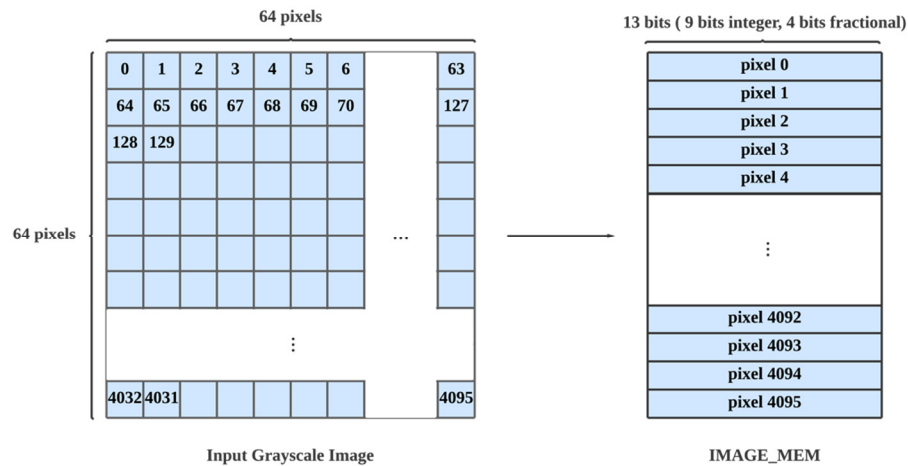 64 pixels
13 bits ( 9 bits integer, 4 bits fractional)
0 1 2 3 4 5 6 63
64 65 66 67 68 69 70 127
128 129
64 pixels
...
4032 4031 4095
Input Grayscale Image
pixel 0
pixel 1
pixel 2
pixel 3
pixel 4
pixel 4092
pixel 4093
pixel 4094
pixel 4095
IMAGE_MEM